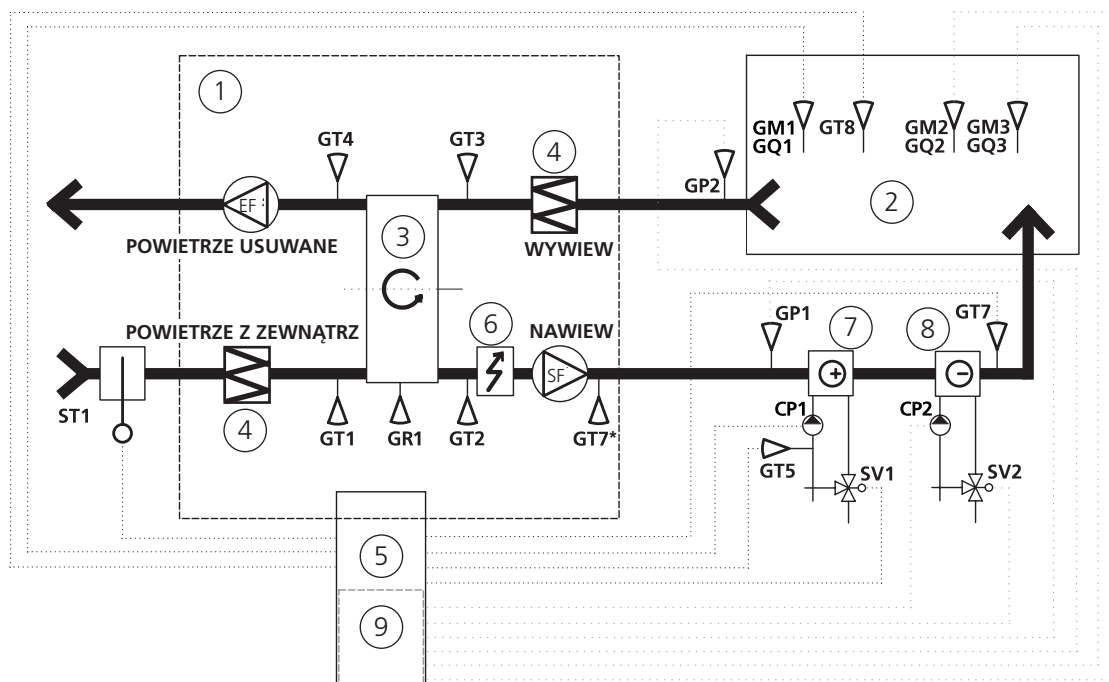 1
GM1
GQ1
GT8
GM2
GQ2
GM3
GQ3
GT4
GT3
4
GP2
2
EF
3
POWIETRZE USUWANE
WYWIEW
POWIETRZE Z ZEWNĄTRZ
6
NAWIEW
GP1
7
8
GT7
SF
ST1
4
GT1
GR1
GT2
GT7*
CP1
CP2
GT5
SV1
SV2
5
9